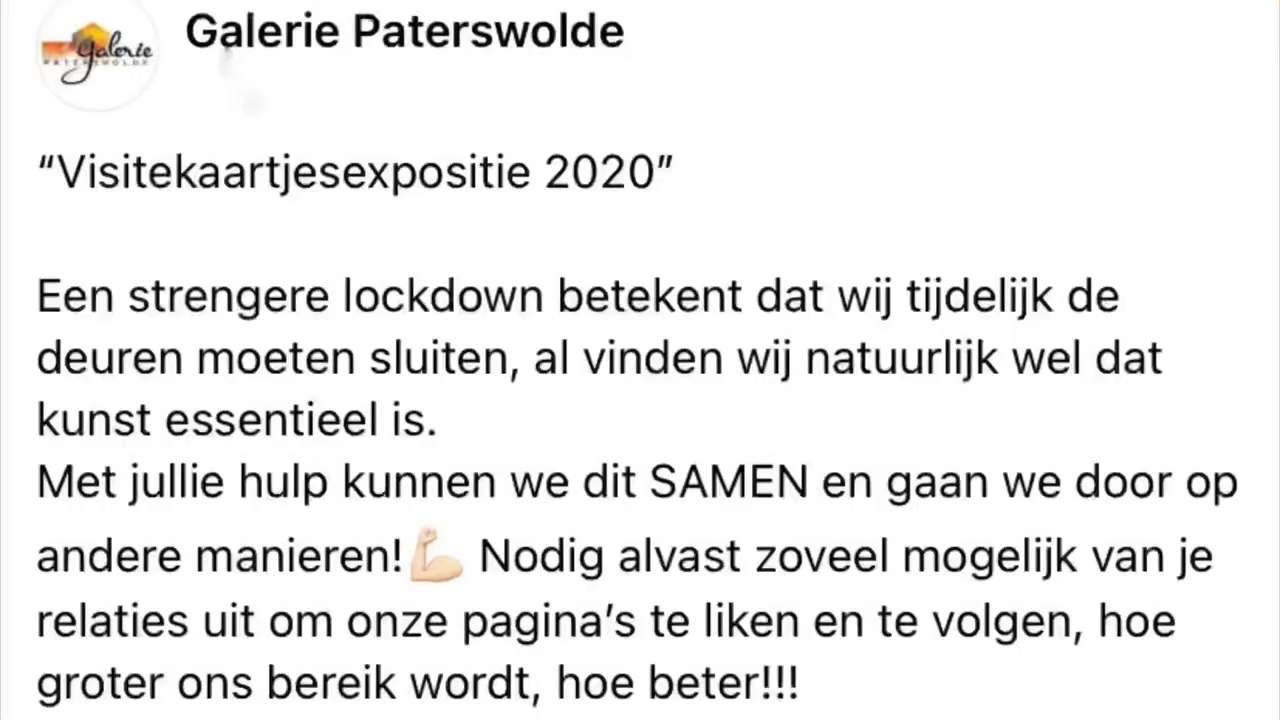 Galerie
PATERSWOLDE
Galerie Paterswolde
“Visitekaartjesexpositie 2020”
Een strengere lockdown betekent dat wij tijdelijk de
deuren moeten sluiten, al vinden wij natuurlijk wel dat
kunst essentieel is.
Met jullie hulp kunnen we dit SAMEN en gaan we door op
andere manieren!💪🏻 Nodig alvast zoveel mogelijk van je
relaties uit om onze pagina’s te liken en te volgen, hoe
groter ons bereik wordt, hoe beter!!!